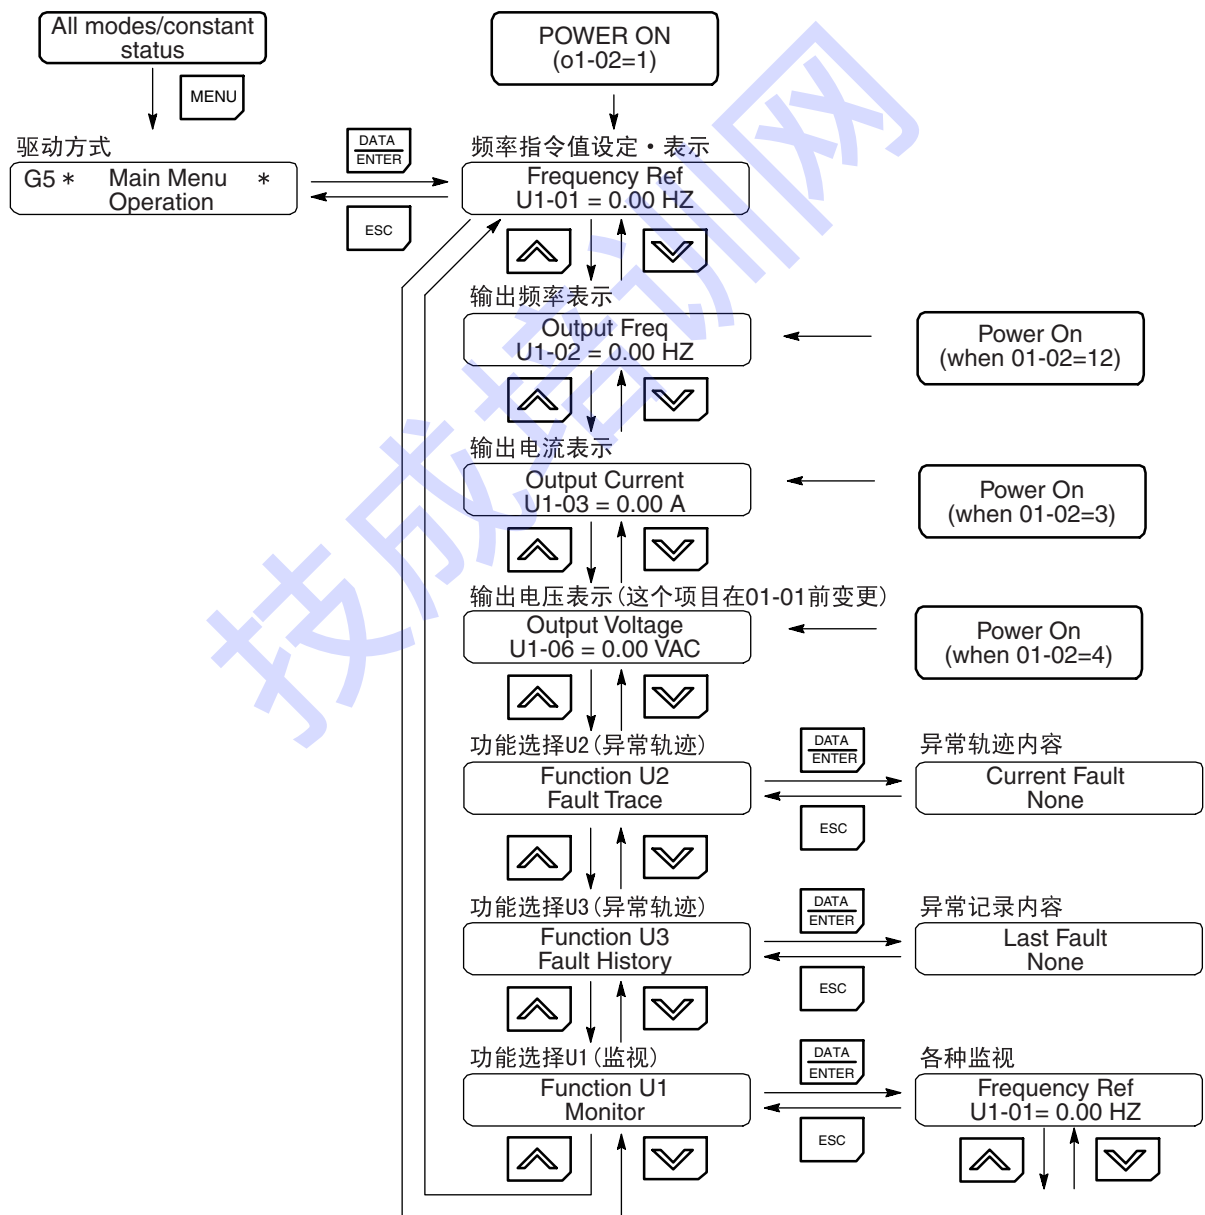 All modes/constant
status
POWER ON
(o1-02=1)
MENU
驱动方式
DATA
ENTER
频率指令值设定・表示
G5 * Main Menu *
Operation
Frequency Ref
U1-01 = 0.00 HZ
ESC
输出频率表示
Output Freq
U1-02 = 0.00 HZ
Power On
(when 01-02=12)
输出电流表示
Output Current
U1-03 = 0.00 A
Power On
(when 01-02=3)
输出电压表示(这个项目在01-01前变更)
Output Voltage
U1-06 = 0.00 VAC
Power On
(when 01-02=4)
功能选择U2(异常轨迹)
DATA
ENTER
异常轨迹内容
Function U2
Fault Trace
Current Fault
None
ESC
功能选择U3(异常轨迹)
DATA
ENTER
异常记录内容
Function U3
Fault History
Last Fault
None
ESC
功能选择U1(监视)
DATA
ENTER
各种监视
Function U1
Monitor
Frequency Ref
U1-01= 0.00 HZ
ESC
技成培训网